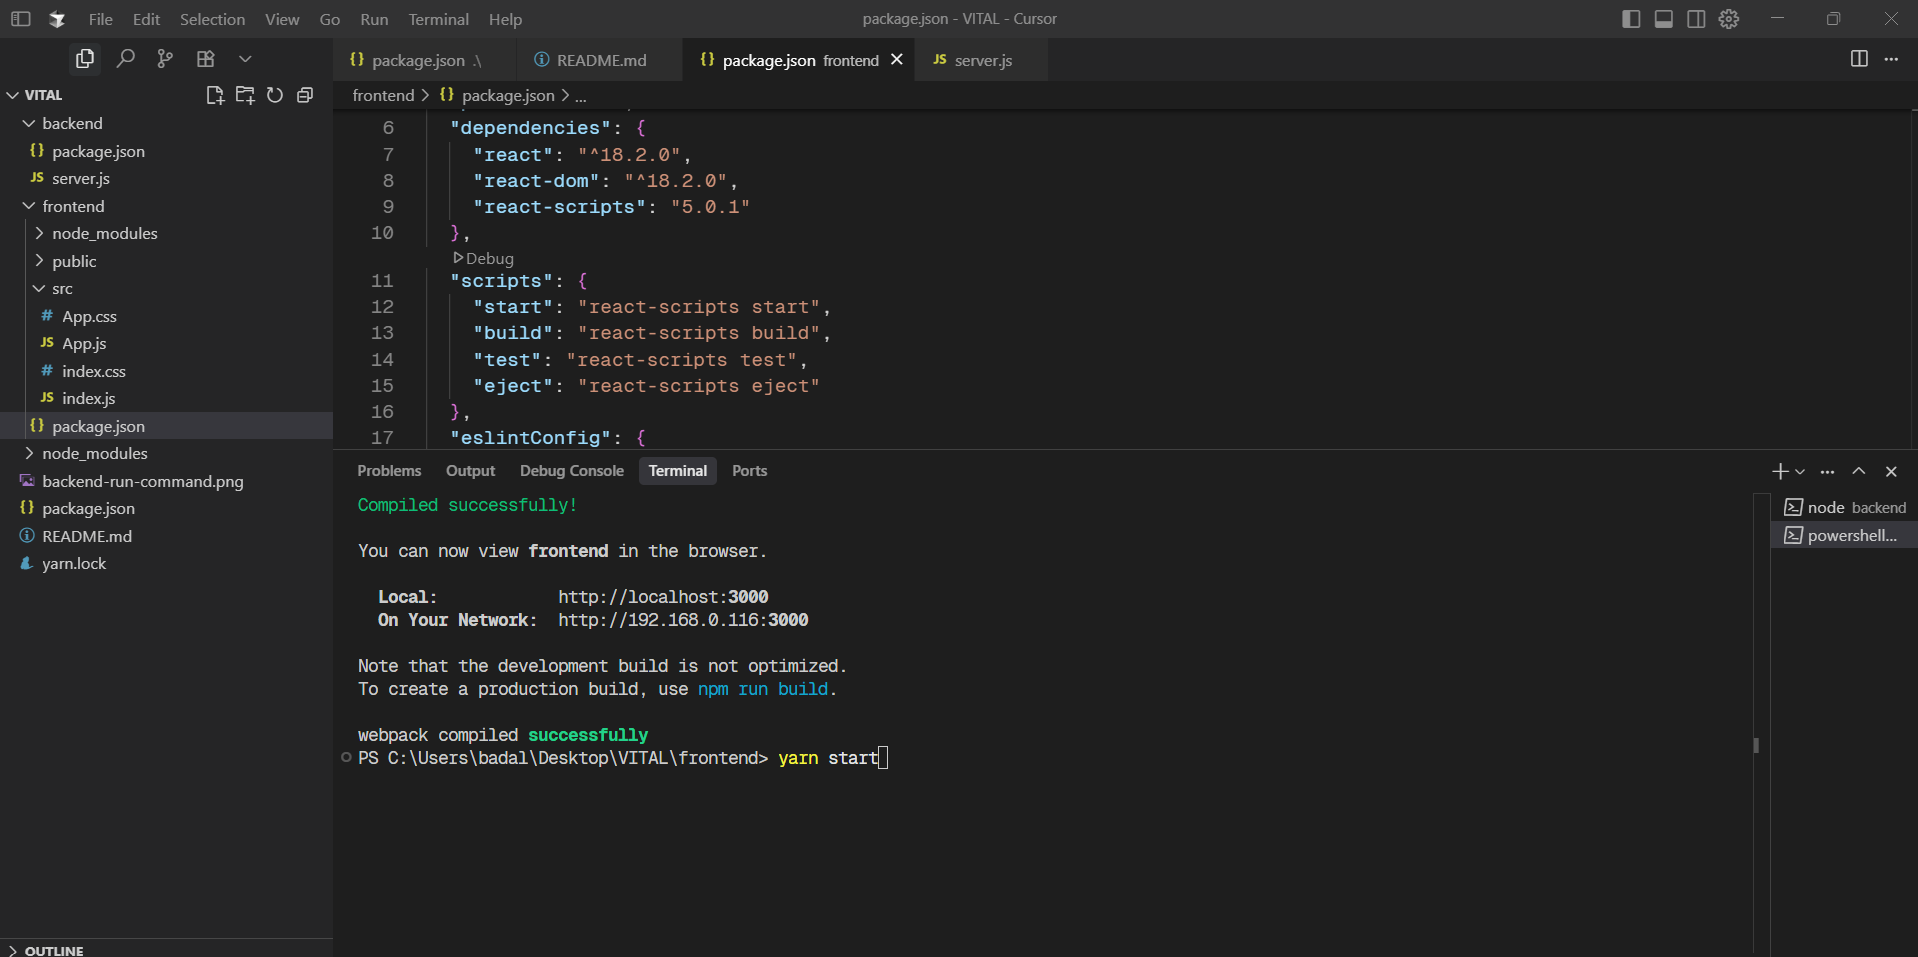 File Edit Selection View Go Run Terminal Help
package.json - VITAL - Cursor
VITAL
backend
{} package.json
JS server.js
frontend
node_modules
public
src
# App.css
JS App.js
# index.css
JS index.js
{} package.json
node_modules
backend-run-command.png
{} package.json
README.md
yarn.lock
OUTLINE
{} package.json .\
README.md
{} package.json frontend
JS server.js
frontend > {} package.json > ...
6 "dependencies": {
7 "react": "^18.2.0",
8 "react-dom": "^18.2.0",
9 "react-scripts": "5.0.1"
10 },
Debug
11 "scripts": {
12 "start": "react-scripts start",
13 "build": "react-scripts build",
14 "test": "react-scripts test",
15 "eject": "react-scripts eject"
16 },
17 "eslintConfig": {
Problems Output Debug Console Terminal Ports
Compiled successfully!
You can now view frontend in the browser.
Local: http://localhost:3000
On Your Network: http://192.168.0.116:3000
Note that the development build is not optimized.
To create a production build, use npm run build.
webpack compiled successfully
PS C:\Users\badal\Desktop\VITAL\frontend> yarn start
node backend
powershell...